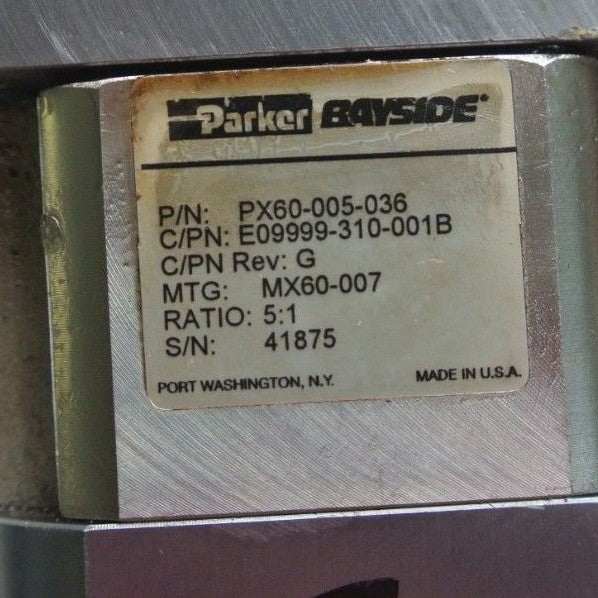 Parker BAYSIDE
P/N: PX60-005-036
C/PN: E09999-310-001B
C/PN Rev: G
MTG: MX60-007
RATIO: 5:1
S/N: 41875
PORT WASHINGTON, N.Y. MADE IN U.S.A.